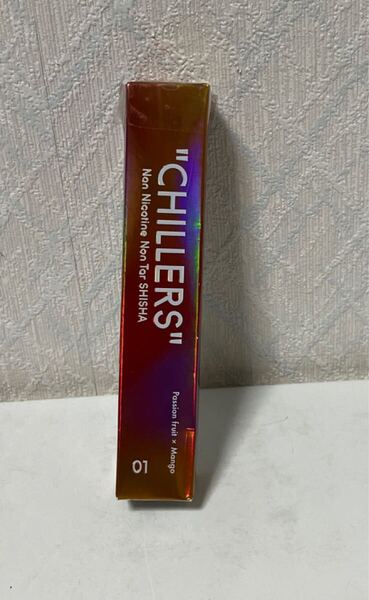 "CHILLERS"
Non Nicotine Non Tar SHISHA
Passion fruit × Mango
01